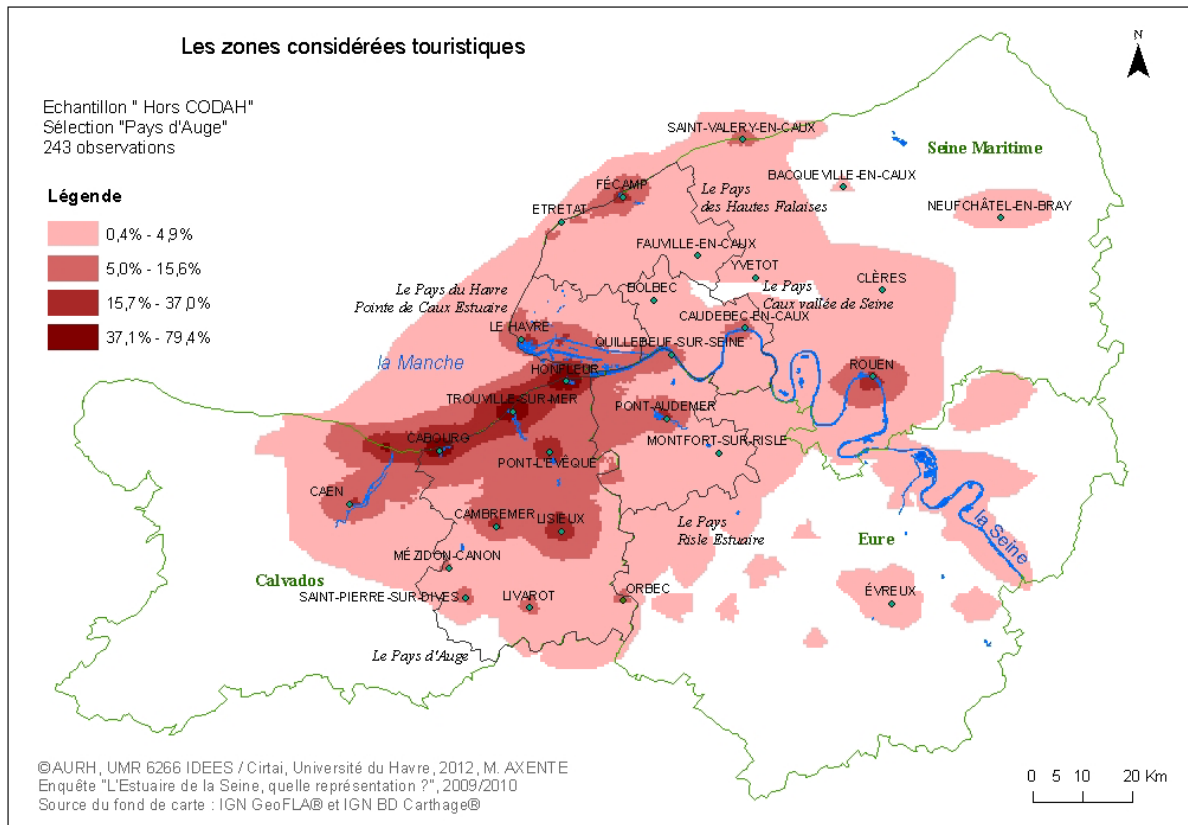 Les zones considérées touristiques
N
Echantillon " Hors CODAH"
Sélection "Pays d'Auge"
243 observations
Légende
0,4% - 4,9%
5,0% - 15,6%
15,7% - 37,0%
37,1% - 79,4%
SAINT-VALERY-EN-CAUX
Seine Maritime
BACQUEVILLE-EN-CAUX
FÉCAMP
Le Pays
des Hautes Falaises
NEUFCHÂTEL-EN-BRAY
ETRETAT
FAUVILLE-EN-CAUX
YVETOT
CLÈRES
Le Pays du Havre
Pointe de Caux Estuaire
BOLBEC
Le Pays
Caux vallée de Seine
CAUDEBEC-EN-CAUX
LE HAVRE
QUILLEBEUF-SUR-SEINE
la Manche
HONFLEUR
ROUEN
TROUVILLE-SUR-MER
PONT-AUDEMER
CABOURG
MONTFORT-SUR-RISLE
PONT-L'EVÊQUE
CAEN
CAMBREMER
LISIEUX
Le Pays
Risle Estuaire
Eure
la Seine
MÉZIDON-CANON
Calvados
SAINT-PIERRE-SUR-DIVES
LIVAROT
ORBEC
ÉVREUX
Le Pays d'Auge
©AURH, UMR 6266 IDEES / Cirtai, Université du Havre, 2012, M. AXENTE
Enquête "L'Estuaire de la Seine, quelle représentation ?", 2009/2010
Source du fond de carte : IGN GeoFLA® et IGN BD Carthage®
0 5 10 20 Km